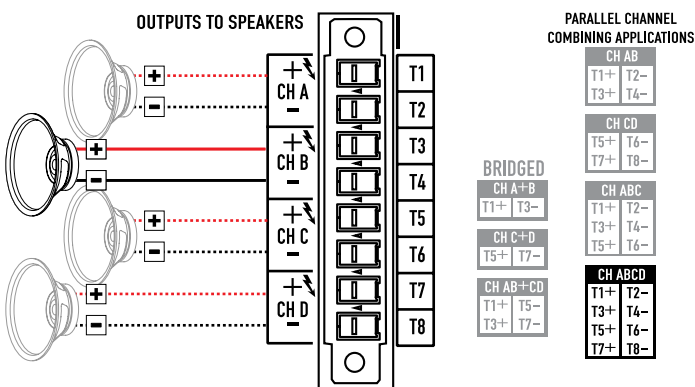 OUTPUTS TO SPEAKERS
+
-
+
-
+
-
+
-
+
CH A
-
+
CH B
-
+
CH C
-
+
CH D
-
T1
T2
T3
T4
T5
T6
T7
T8
BRIDGED
CH A+B
T1+ T3-
CH C+D
T5+ T7-
CH AB+CD
T1+ T5-
T3+ T7-
PARALLEL CHANNEL
COMBINING APPLICATIONS
CH AB
T1+ T2-
T3+ T4-
CH CD
T5+ T6-
T7+ T8-
CH ABC
T1+ T2-
T3+ T4-
T5+ T6-
CH ABCD
T1+ T2-
T3+ T4-
T5+ T6-
T7+ T8-